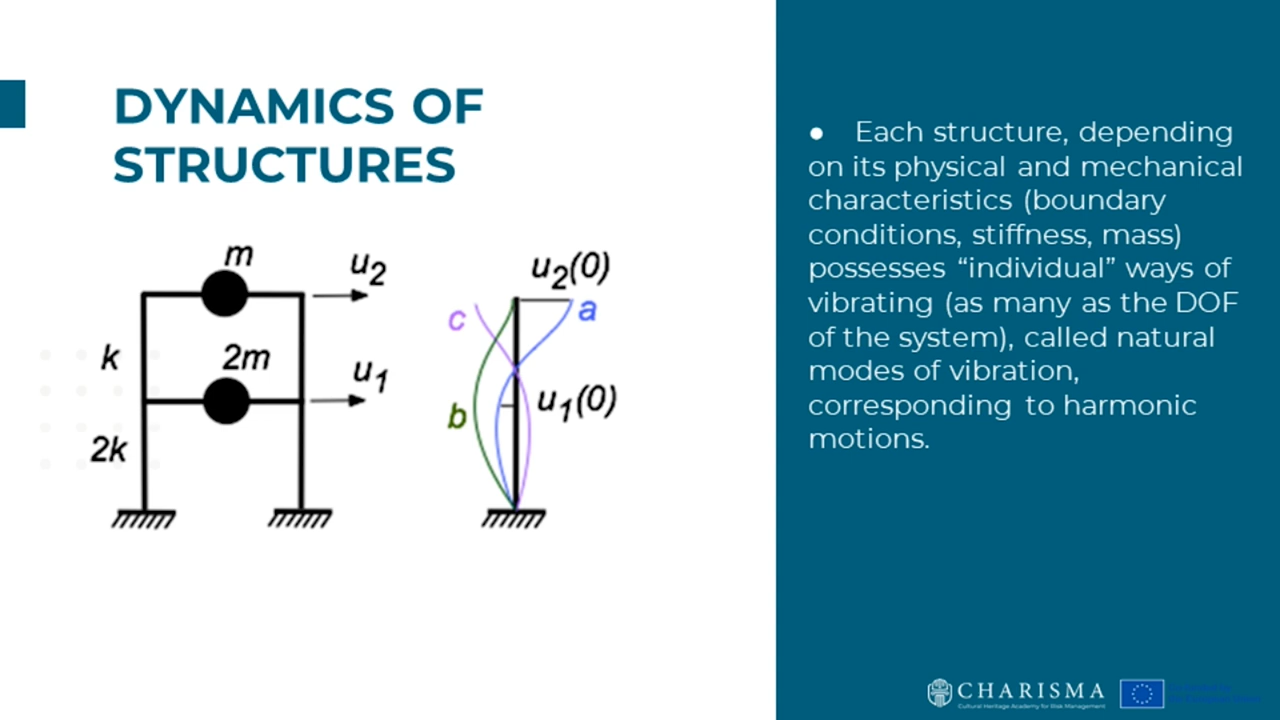 DYNAMICS OF
STRUCTURES
m
u2
k
2m
u1
2k
u2(0)
c
a
b
u1(0)
● Each structure, depending
on its physical and mechanical
characteristics (boundary
conditions, stiffness, mass)
possesses “individual” ways of
vibrating (as many as the DOF
of the system), called natural
modes of vibration,
corresponding to harmonic
motions.
CHARISMA
Cultural Heritage Academy for Risk Management